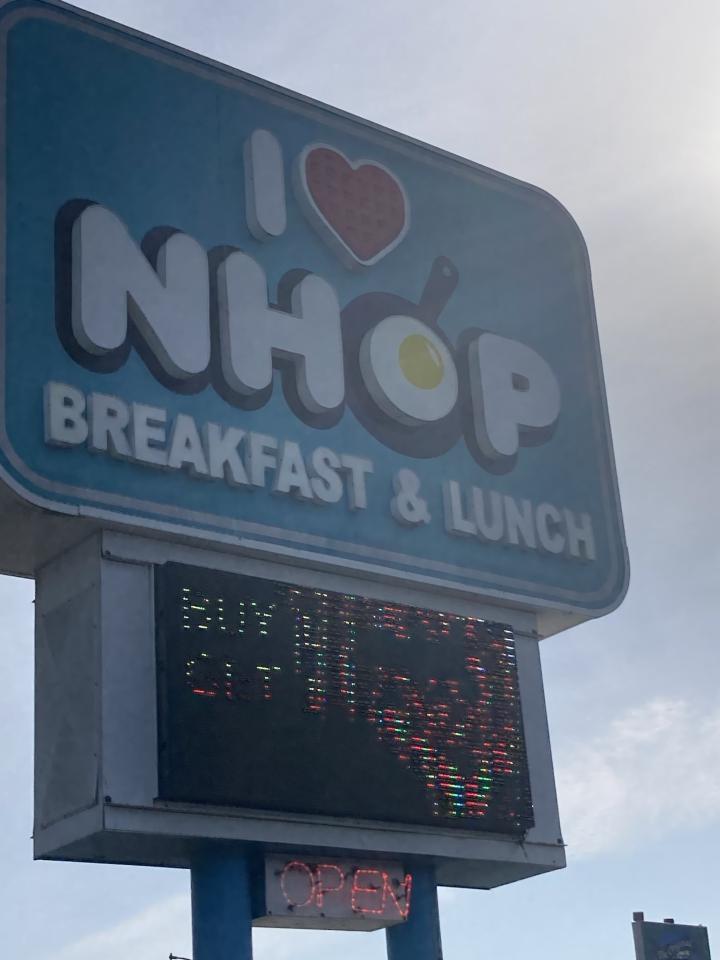 I
NHOP
BREAKFAST & LUNCH
BUY
GET
OPEN